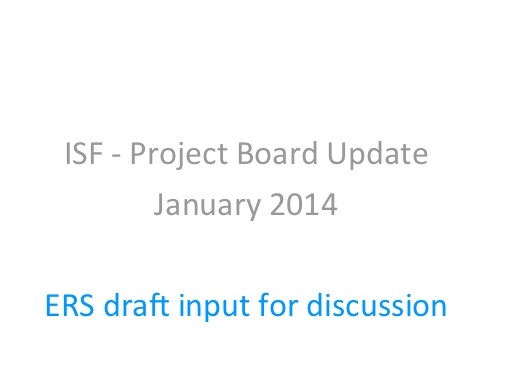 ISF - Project Board Update
January 2014
ERS draft input for discussion